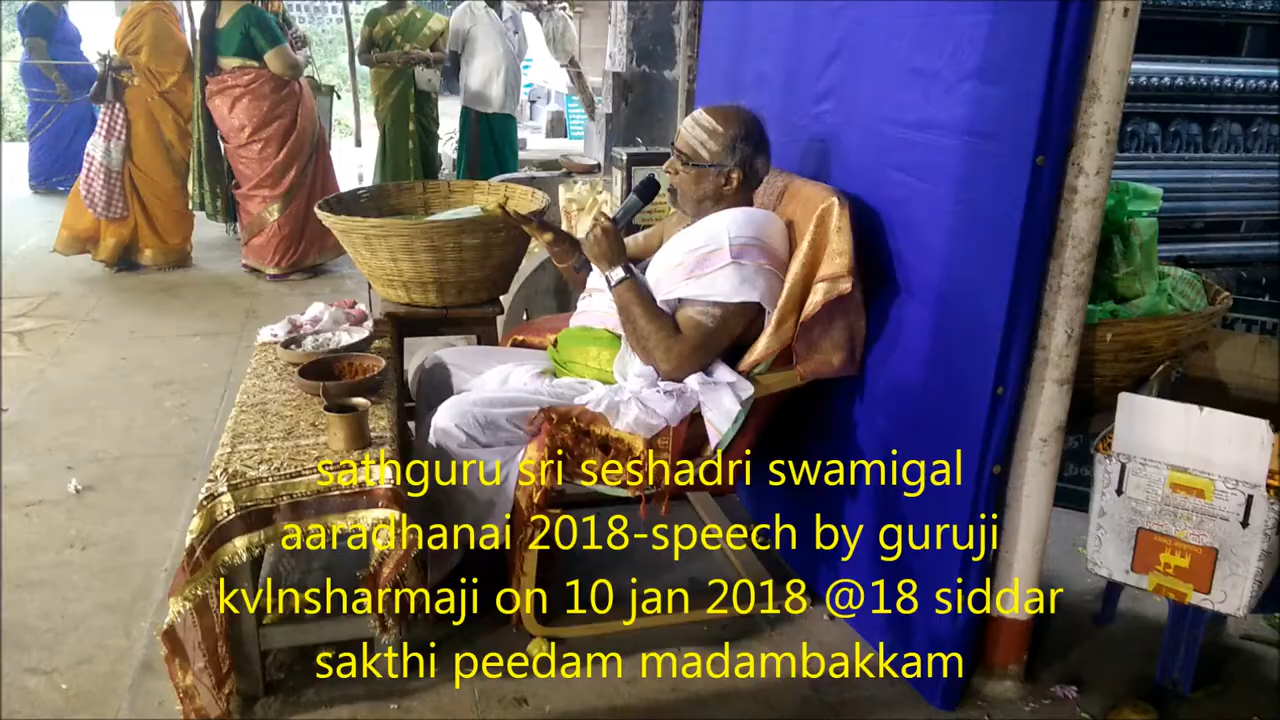 sathguru sri seshadri swamigal
aaradhanai 2018-speech by guruji
kvlnsharmaji on 10 jan 2018 @18 siddar
sakthi peedam madambakkam